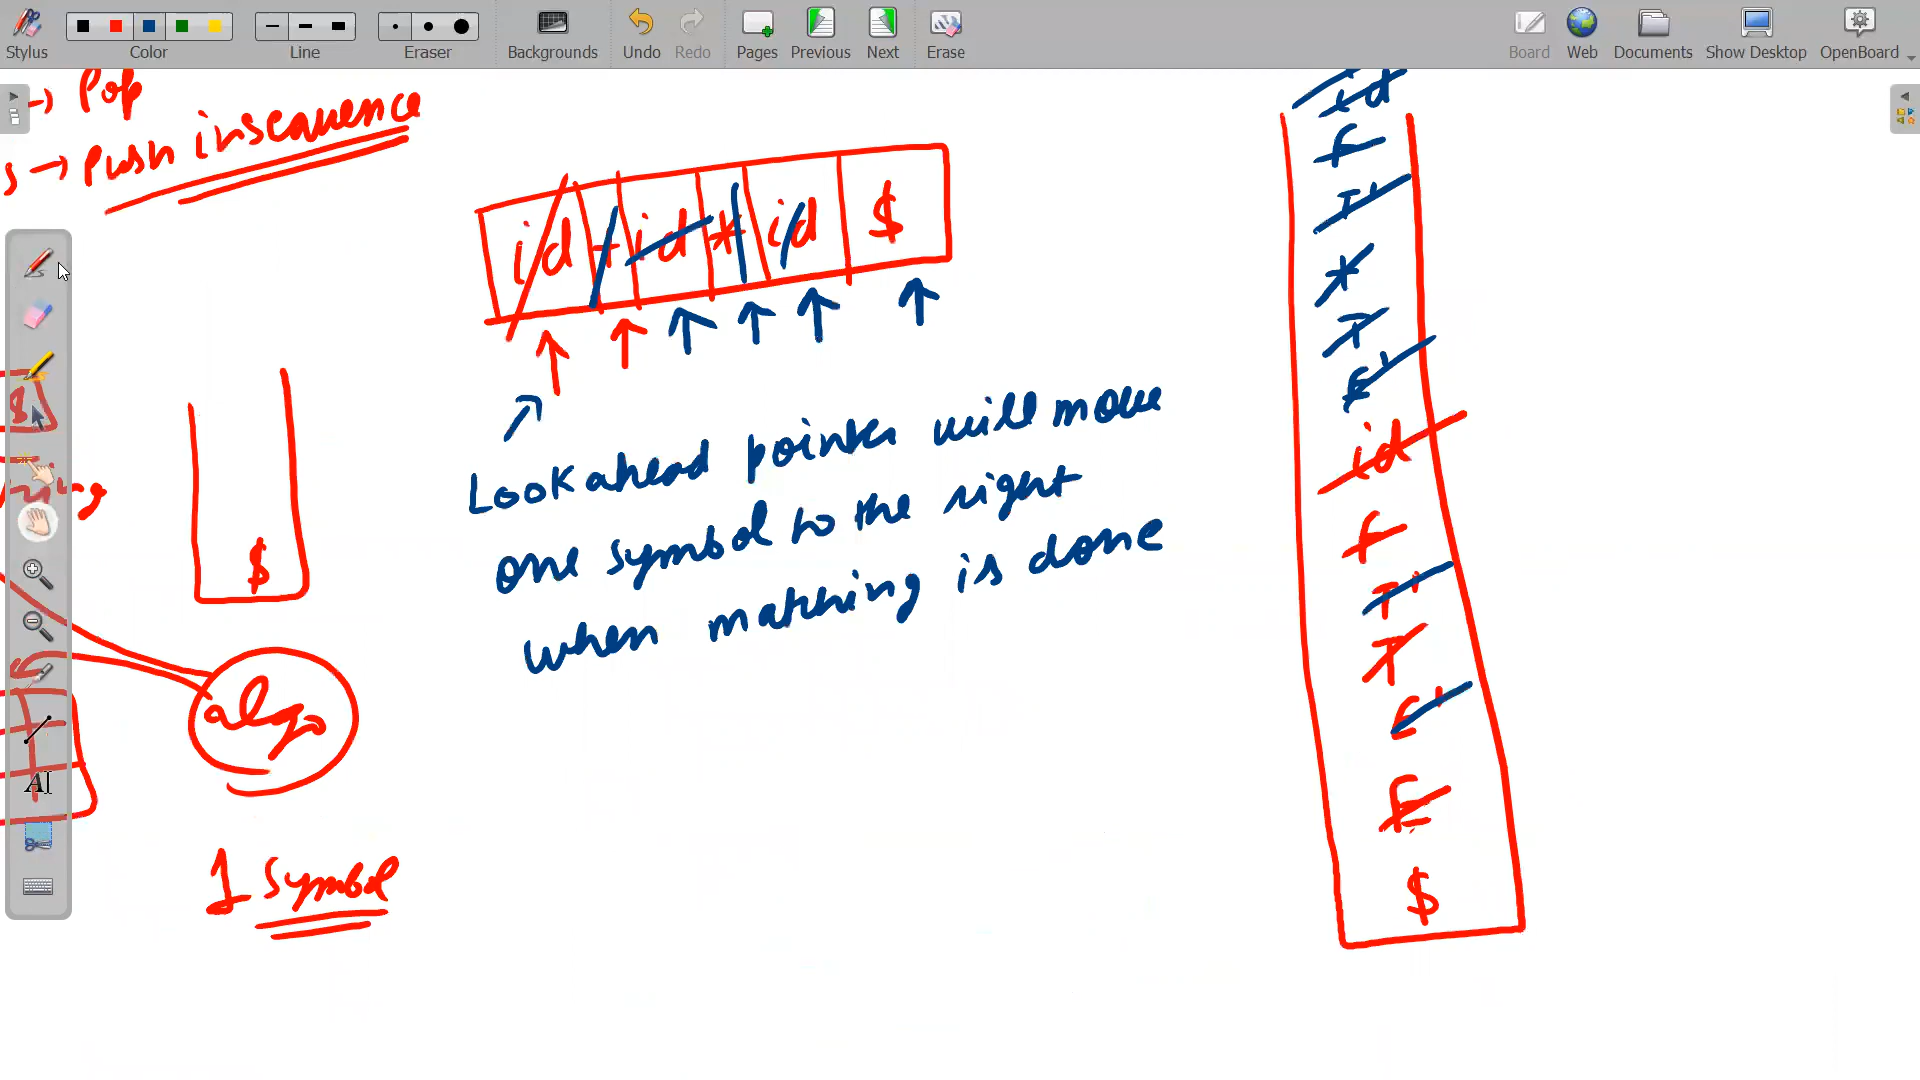 Stylus Color Line Eraser Backgrounds Undo Redo Pages Previous Next Erase Board Web Documents Show Desktop OpenBoard
→ Pop
s → Push in sequence
id + id * id $
Look ahead pointer will move
one symbol to the right
when matching is done
$
algo
1 Symbol
id
F
T'
*
T
E'
id
F
T'
T
E'
E
$